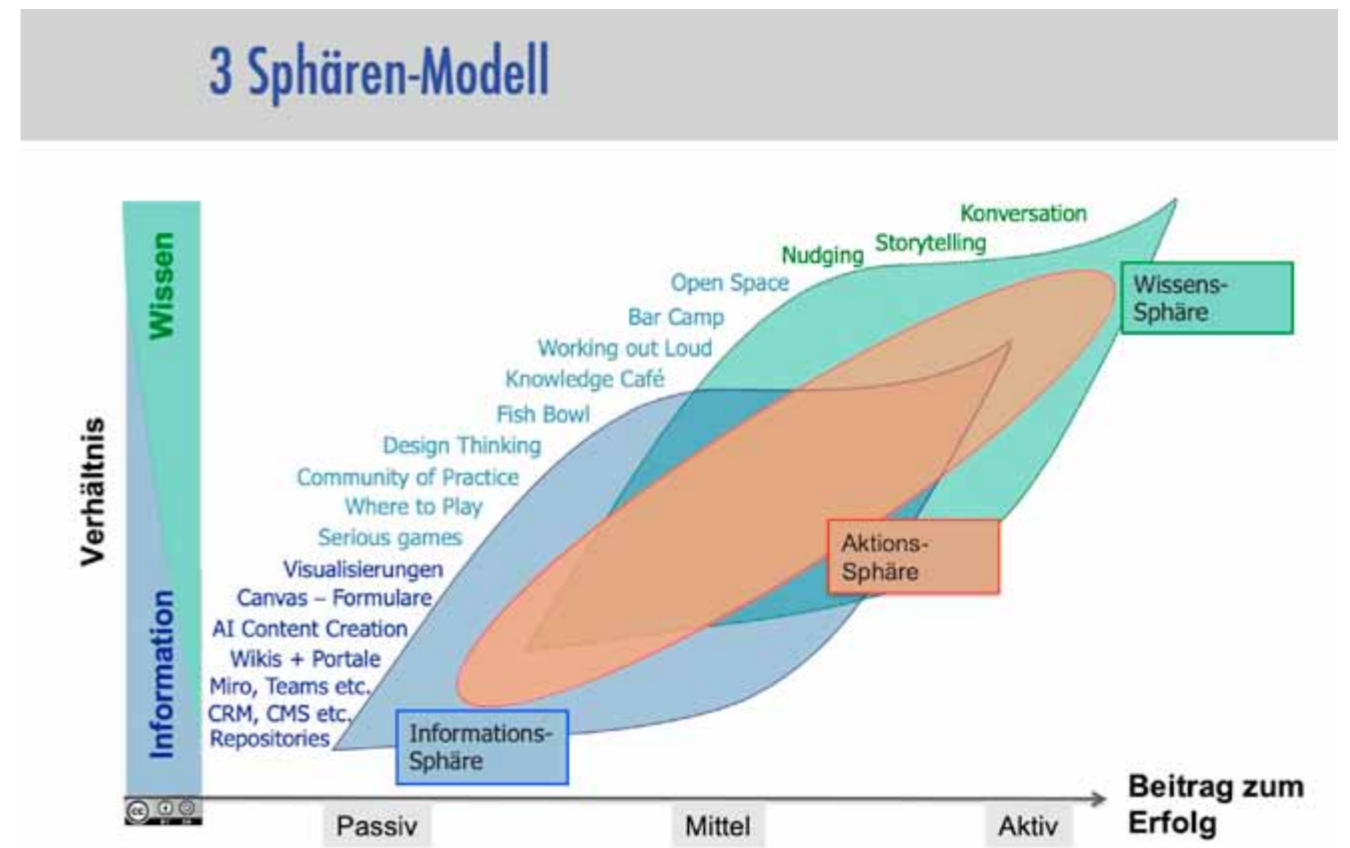 3 Sphären-Modell
Konversation
Storytelling
Nudging
Open Space
Bar Camp
Working out Loud
Knowledge Café
Fish Bowl
Design Thinking
Community of Practice
Where to Play
Serious games
Visualisierungen
Canvas – Formulare
AI Content Creation
Wikis + Portale
Miro, Teams etc.
CRM, CMS etc.
Repositories
Wissen
Information
Verhältnis
Wissens-
Sphäre
Aktions-
Sphäre
Informations-
Sphäre
cc
Passiv
Mittel
Aktiv
Beitrag zum
Erfolg